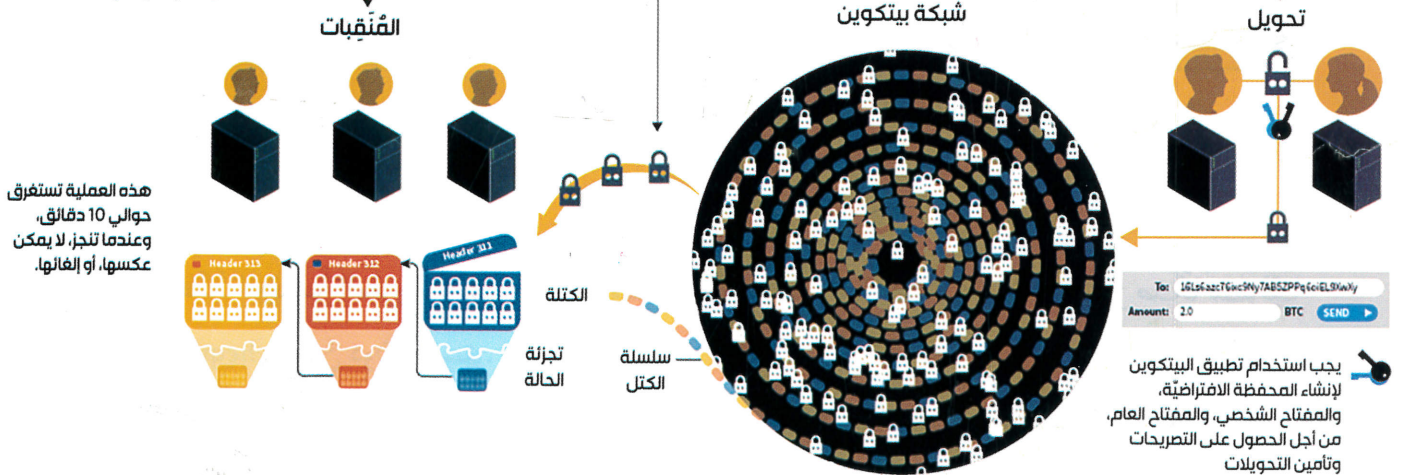 تحويل
To: 16Ls6azc76ixc9Ny7ABSZPPq6oiEL9XwXy
Amount: 2.0 BTC SEND
يجب استخدام تطبيق البيتكوين
لإنشاء المحفظة الافتراضيّة،
والمفتاح الشخصي، والمفتاح العام،
من أجل الحصول على التصريحات
وتأمين التحويلات
شبكة بيتكوين
الكتلة
سلسلة
الكتل
المُنَقِبات
Header 311
Header 312
Header 313
تجزئة
الحالة
هذه العملية تستغرق
حوالي 10 دقائق،
وعندما تنجز، لا يمكن
عكسها، أو إلغائها.